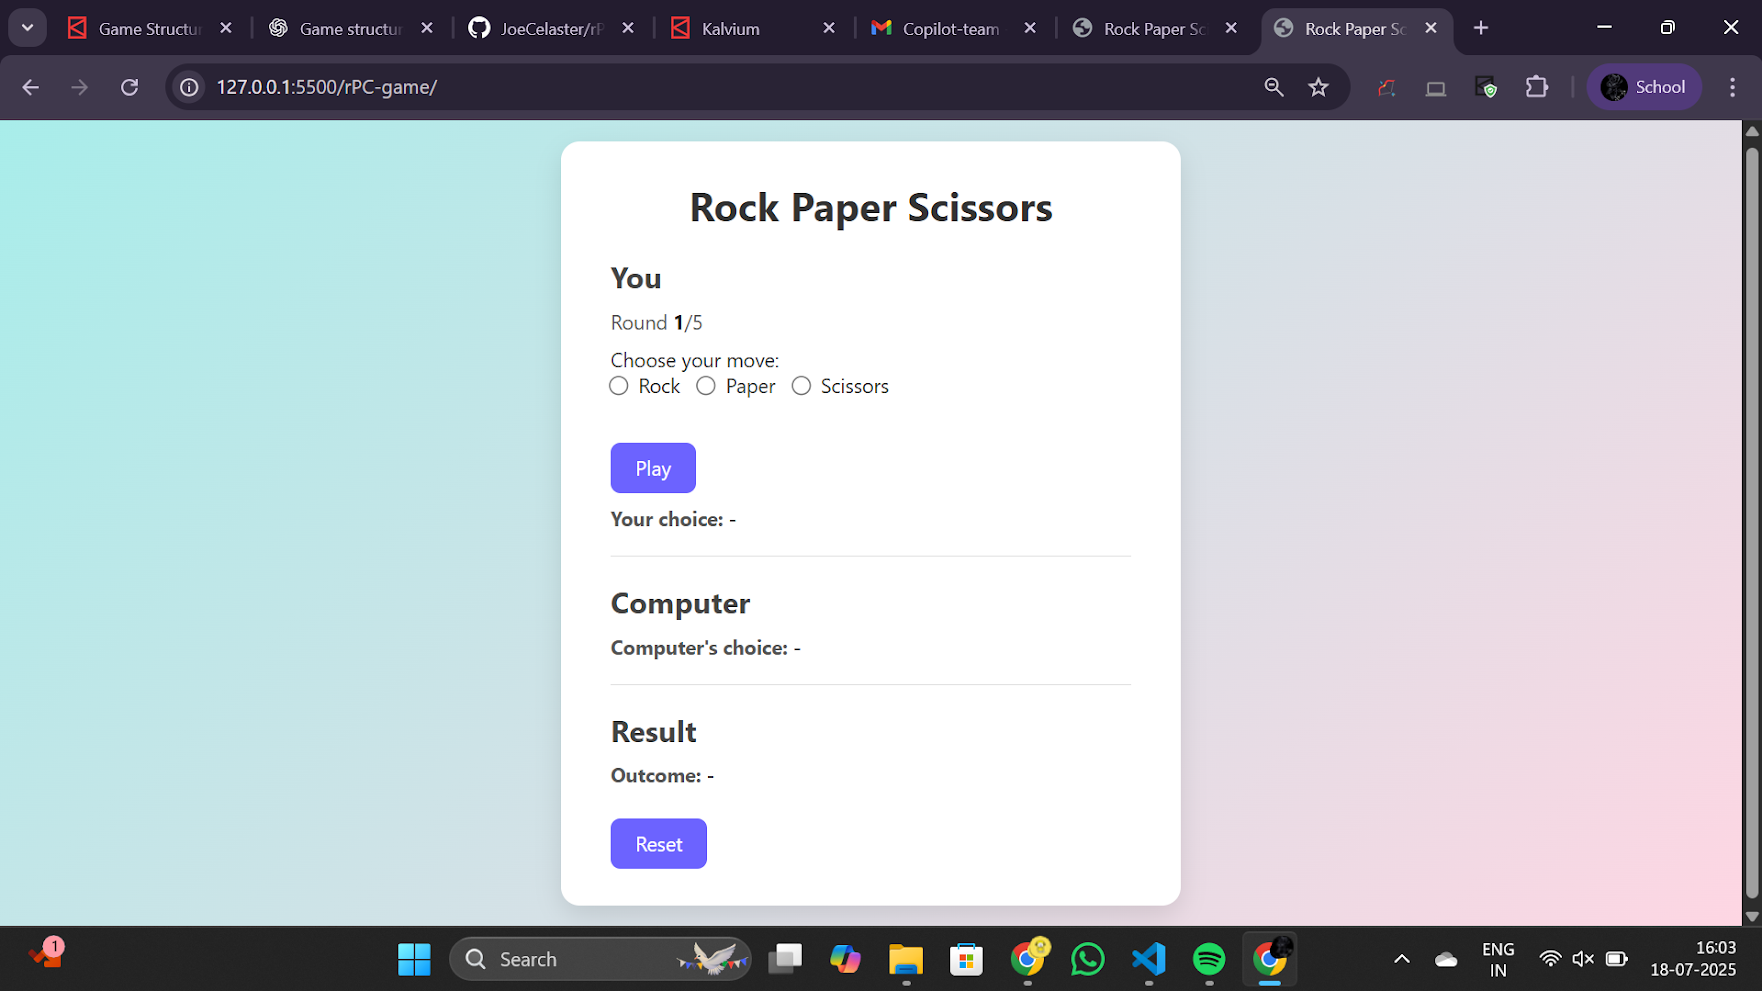 Game Structur
Game structur
JoeCelaster/rP
Kalvium
Copilot-team
Rock Paper Sc
Rock Paper Sc
127.0.0.1:5500/rPC-game/
School
Rock Paper Scissors
You
Round 1/5
Choose your move:
Rock Paper Scissors
Play
Your choice: -
Computer
Computer's choice: -
Result
Outcome: -
Reset
1
Search
ENG
IN
16:03
18-07-2025